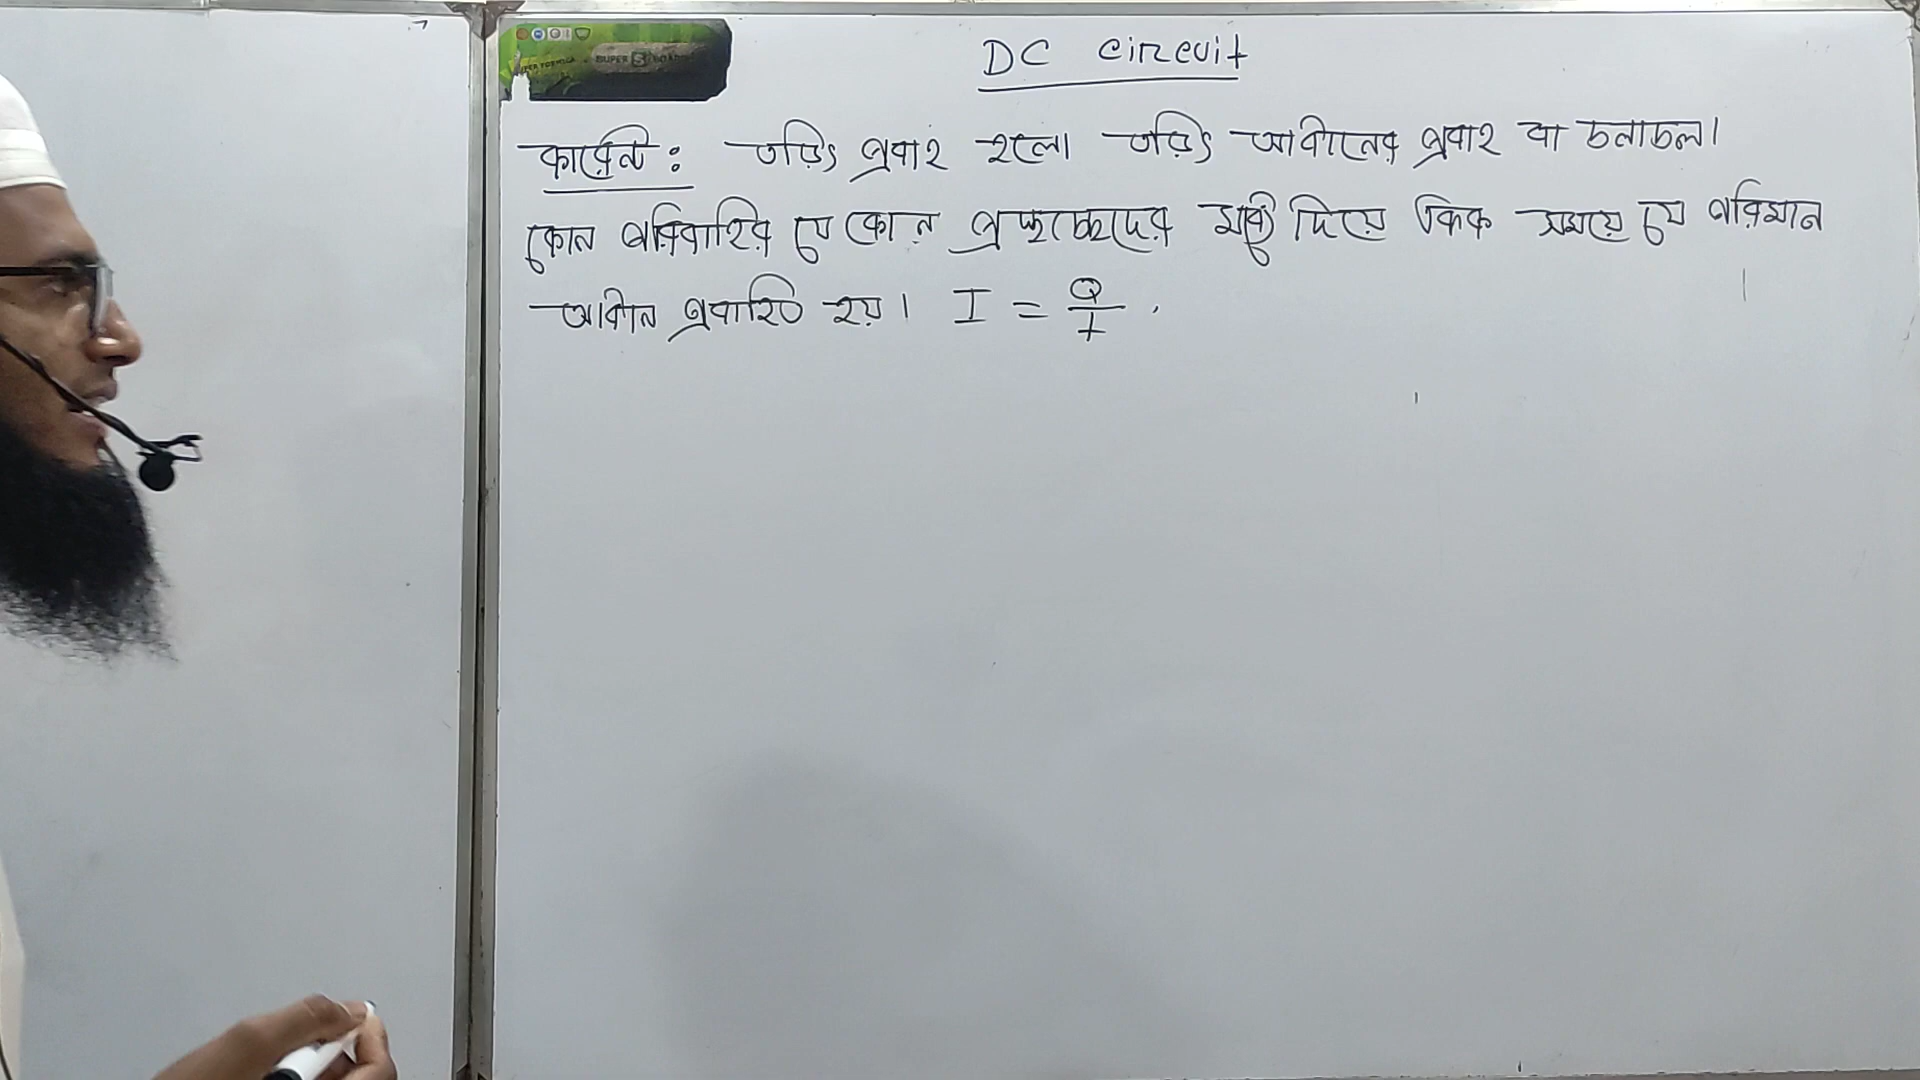 DC circuit
কারেন্ট : তড়িৎ প্রবাহ হলো তড়িৎ আধানের প্রবাহ বা চলাচল।
কোন পরিবাহির যে কোন প্রস্থচ্ছেদের মধ্যে দিয়ে একক সময়ে যে পরিমান
আধান প্রবাহিত হয়। I = Q/t .